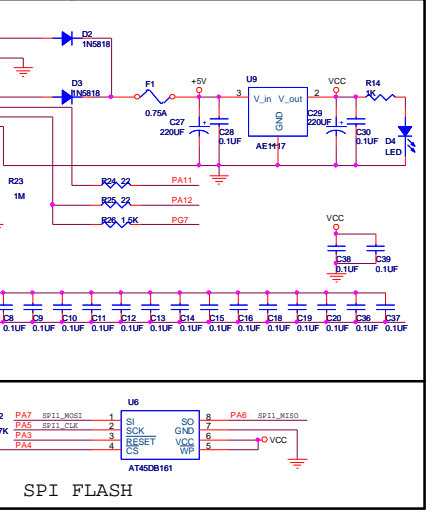 D2
1N5818
D3
1N5818
F1
0.75A
+5V
U9
3 V_in V_out 2
GND
AE1117
VCC
R14
1K
C27
220UF
C28
0.1UF
C29
220UF
C30
0.1UF
D4
LED
R23
1M
R24 22 PA11
R25 22 PA12
R26 1.5K PG7
VCC
C38
0.1UF
C39
0.1UF
C8 C9 C10 C11 C12 C13 C14 C15 C16 C18 C19 C20 C36 C37
0.1UF 0.1UF 0.1UF 0.1UF 0.1UF 0.1UF 0.1UF 0.1UF 0.1UF 0.1UF 0.1UF 0.1UF 0.1UF 0.1UF
U6
2 PA7 SPI1_MOSI 1 SI SO 8 PA6 SPI1_MISO
7K PA5 SPI1_CLK 2 SCK GND 7
PA3 3 RESET VCC 6 VCC
PA4 4 CS WP 5
AT45DB161
SPI FLASH